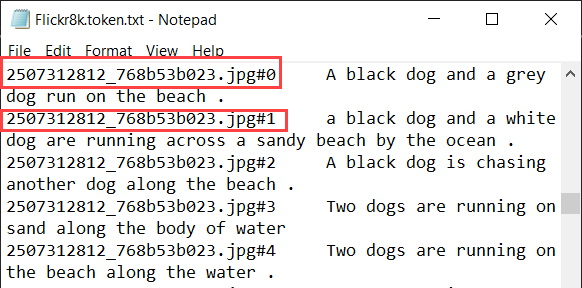 Flickr8k.token.txt - Notepad
File Edit Format View Help
2507312812_768b53b023.jpg#0 A black dog and a grey
dog run on the beach .
2507312812_768b53b023.jpg#1 a black dog and a white
dog are running across a sandy beach by the ocean .
2507312812_768b53b023.jpg#2 A black dog is chasing
another dog along the beach .
2507312812_768b53b023.jpg#3 Two dogs are running on
sand along the body of water
2507312812_768b53b023.jpg#4 Two dogs are running on
the beach along the water .